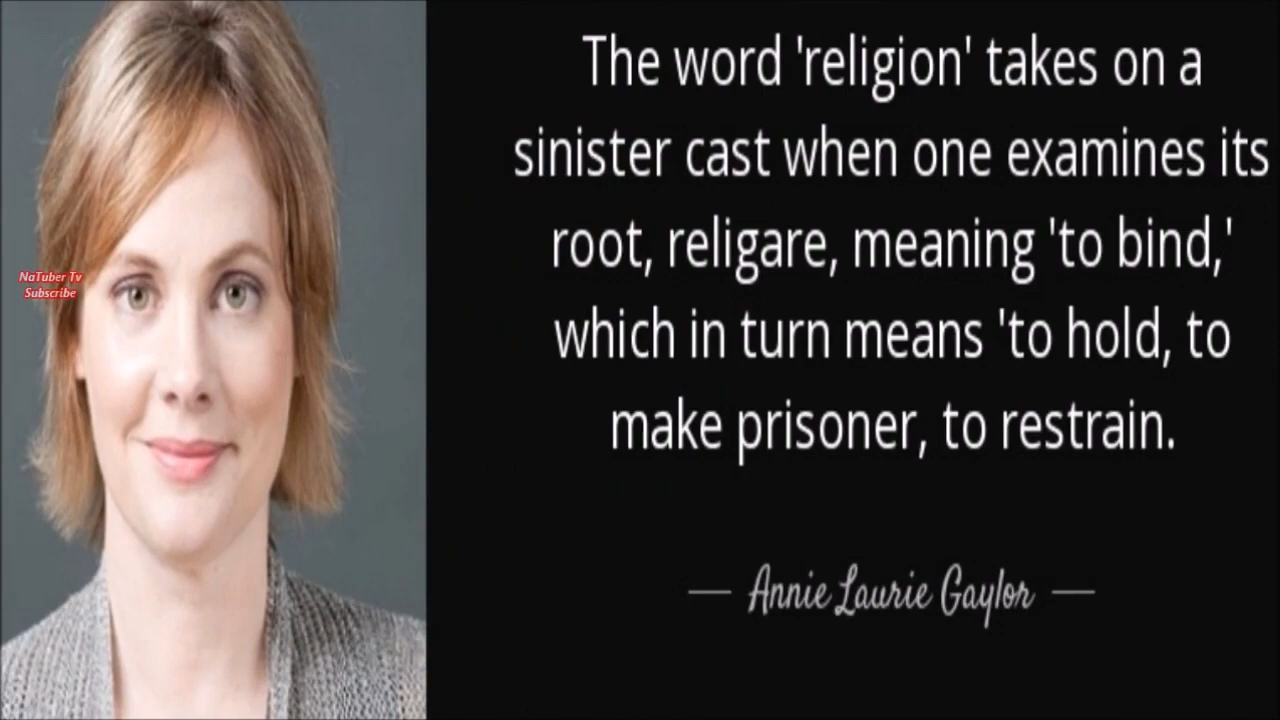 The word 'religion' takes on a
sinister cast when one examines its
root, religare, meaning 'to bind,'
which in turn means 'to hold, to
make prisoner, to restrain.
— Annie Laurie Gaylor —
NaTuber Tv
Subscribe